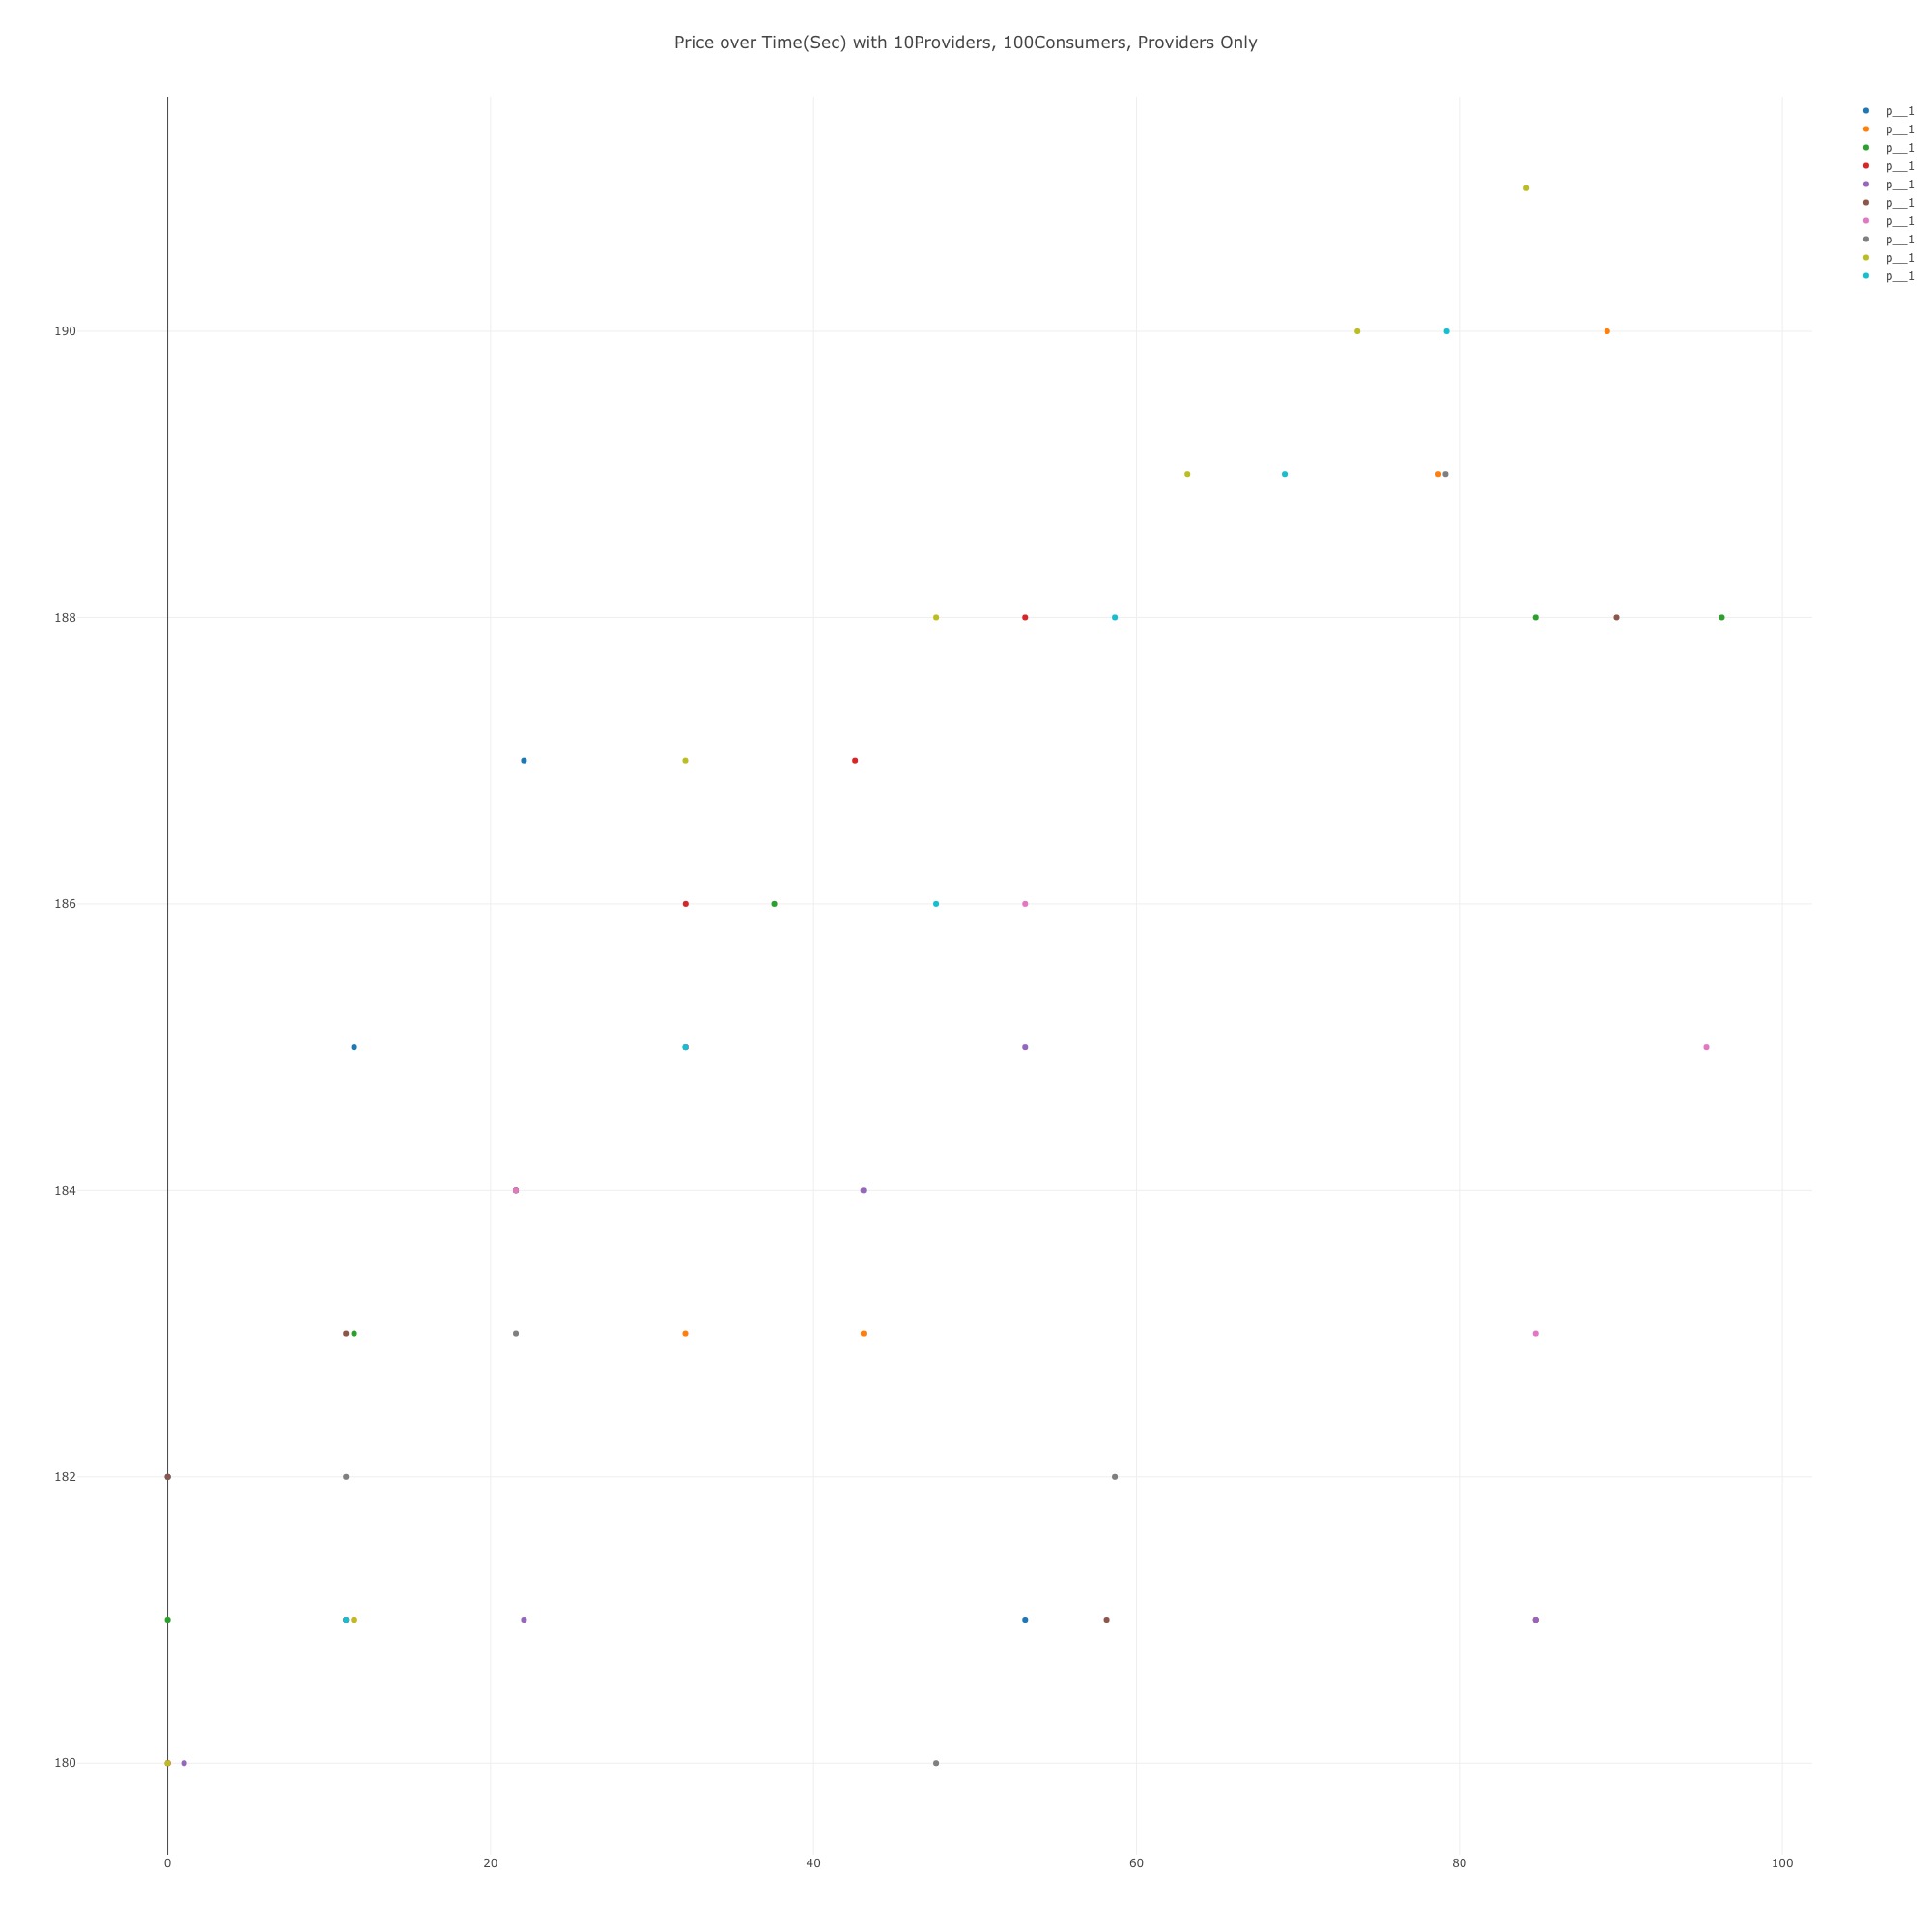 Price over Time(Sec) with 10Providers, 100Consumers, Providers Only
p__1
p__1
p__1
p__1
p__1
p__1
p__1
p__1
p__1
p__1
190
188
186
184
182
180
0 20 40 60 80 100